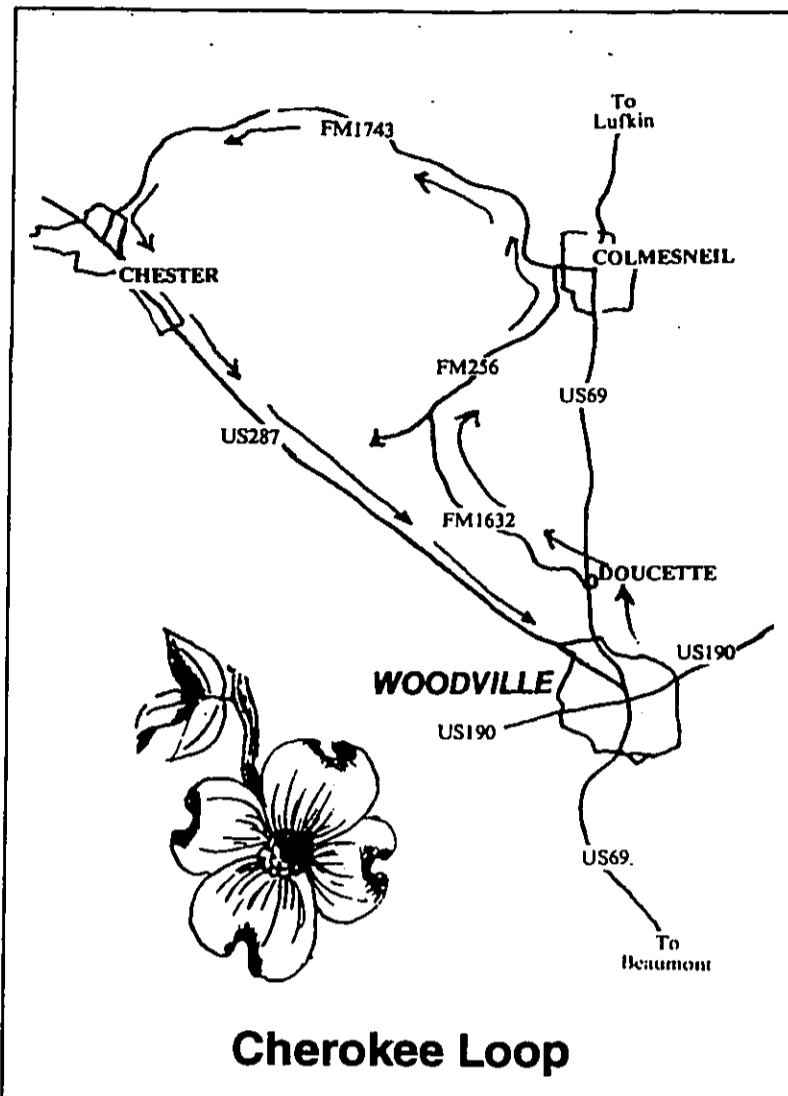 To
Lufkin
FM1743
COLMESNEIL
CHESTER
FM256
US69
US287
FM1632
DOUCETTE
US190
WOODVILLE
US190
US69.
To
Beaumont
Cherokee Loop